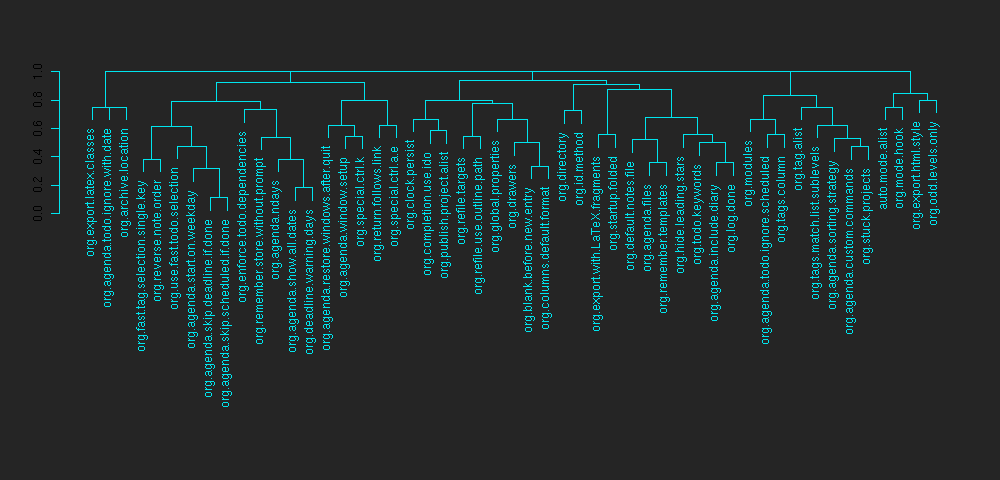 1.0
0.8
0.6
0.4
0.2
0.0
org.export.latex.classes
org.agenda.todo.ignore.with.date
org.archive.location
org.fast.tag.selection.single.key
org.reverse.note.order
org.use.fast.todo.selection
org.agenda.start.on.weekday
org.agenda.skip.deadline.if.done
org.agenda.skip.scheduled.if.done
org.enforce.todo.dependencies
org.remember.store.without.prompt
org.agenda.ndays
org.agenda.show.all.dates
org.deadline.warning.days
org.agenda.restore.windows.after.quit
org.agenda.window.setup
org.special.ctrl.k
org.return.follows.link
org.special.ctrl.a.e
org.clock.persist
org.completion.use.ido
org.publish.project.alist
org.refile.targets
org.refile.use.outline.path
org.global.properties
org.drawers
org.blank.before.new.entry
org.columns.default.format
org.directory
org.id.method
org.export.with.LaTeX.fragments
org.startup.folded
org.default.notes.file
org.agenda.files
org.remember.templates
org.hide.leading.stars
org.todo.keywords
org.agenda.include.diary
org.log.done
org.modules
org.agenda.todo.ignore.scheduled
org.tags.column
org.tag.alist
org.tags.match.list.sublevels
org.agenda.sorting.strategy
org.agenda.custom.commands
org.stuck.projects
auto.mode.alist
org.mode.hook
org.export.html.style
org.odd.levels.only